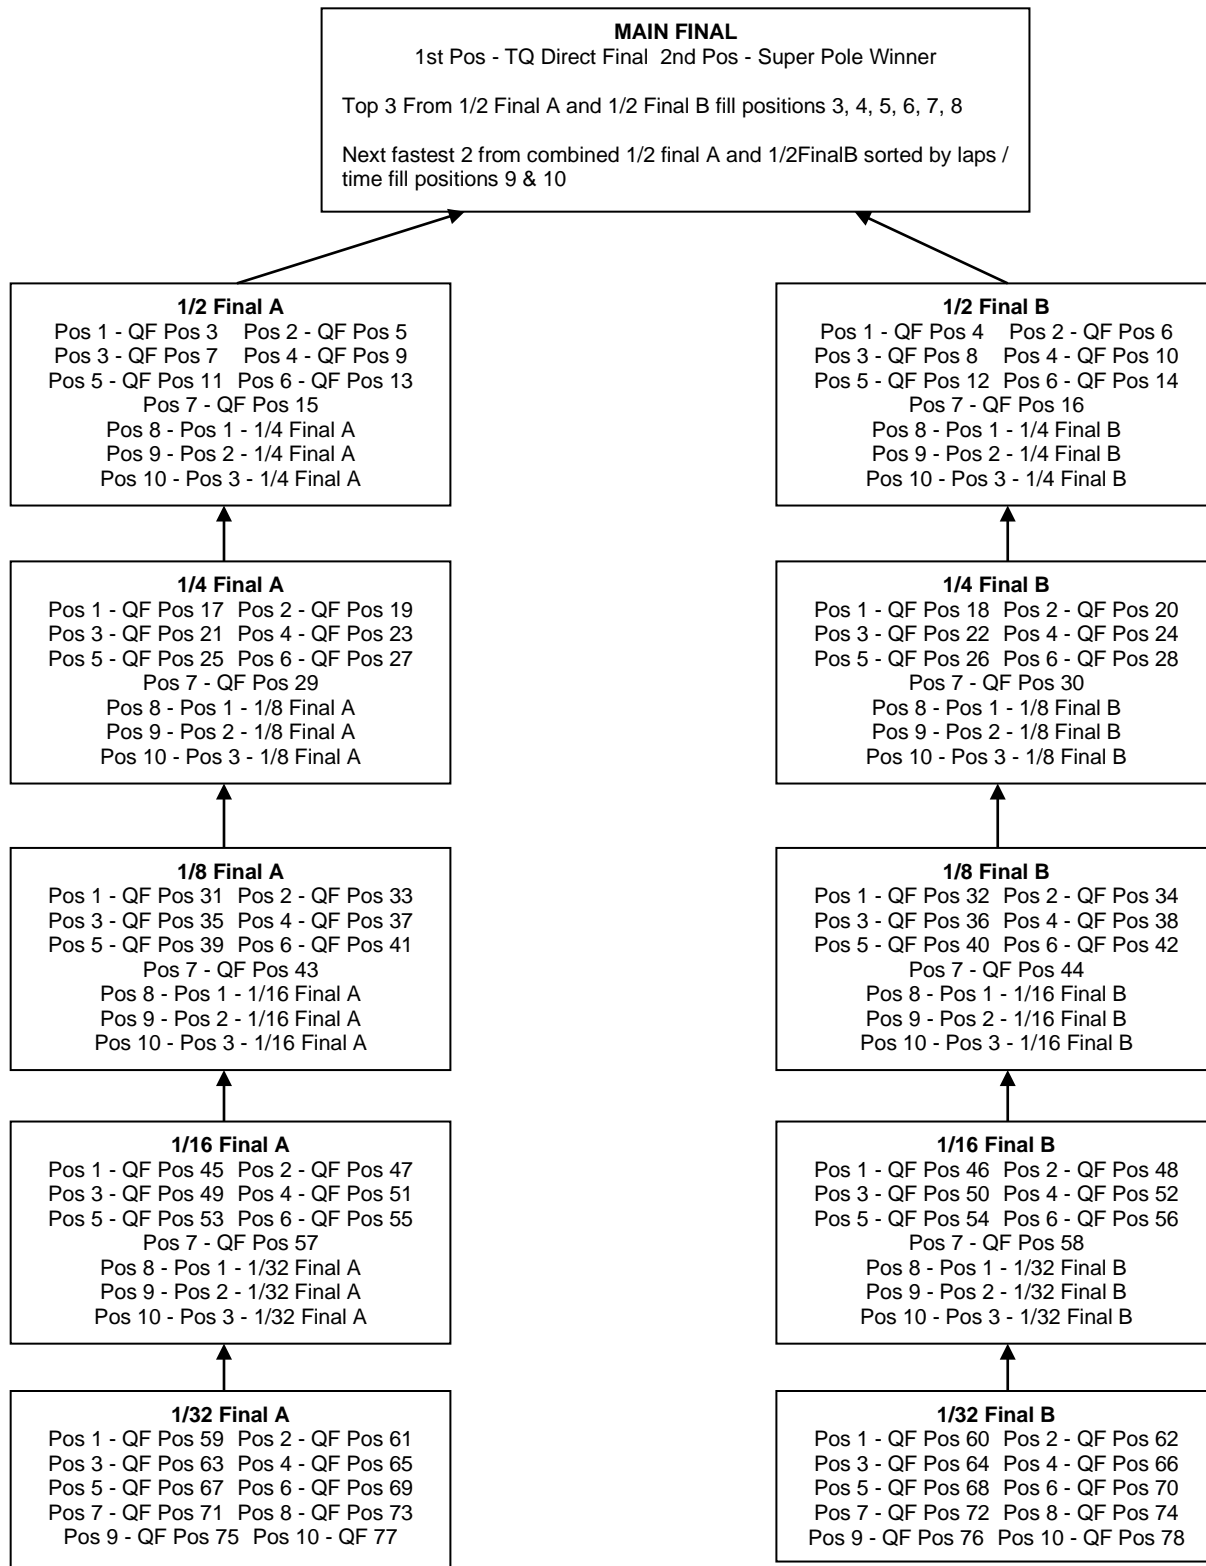 MAIN FINAL
1st Pos - TQ Direct Final 2nd Pos - Super Pole Winner
Top 3 From 1/2 Final A and 1/2 Final B fill positions 3, 4, 5, 6, 7, 8
Next fastest 2 from combined 1/2 final A and 1/2FinalB sorted by laps /
time fill positions 9 & 10
1/2 Final A
Pos 1 - QF Pos 3 Pos 2 - QF Pos 5
Pos 3 - QF Pos 7 Pos 4 - QF Pos 9
Pos 5 - QF Pos 11 Pos 6 - QF Pos 13
Pos 7 - QF Pos 15
Pos 8 - Pos 1 - 1/4 Final A
Pos 9 - Pos 2 - 1/4 Final A
Pos 10 - Pos 3 - 1/4 Final A
1/2 Final B
Pos 1 - QF Pos 4 Pos 2 - QF Pos 6
Pos 3 - QF Pos 8 Pos 4 - QF Pos 10
Pos 5 - QF Pos 12 Pos 6 - QF Pos 14
Pos 7 - QF Pos 16
Pos 8 - Pos 1 - 1/4 Final B
Pos 9 - Pos 2 - 1/4 Final B
Pos 10 - Pos 3 - 1/4 Final B
1/4 Final A
Pos 1 - QF Pos 17 Pos 2 - QF Pos 19
Pos 3 - QF Pos 21 Pos 4 - QF Pos 23
Pos 5 - QF Pos 25 Pos 6 - QF Pos 27
Pos 7 - QF Pos 29
Pos 8 - Pos 1 - 1/8 Final A
Pos 9 - Pos 2 - 1/8 Final A
Pos 10 - Pos 3 - 1/8 Final A
1/4 Final B
Pos 1 - QF Pos 18 Pos 2 - QF Pos 20
Pos 3 - QF Pos 22 Pos 4 - QF Pos 24
Pos 5 - QF Pos 26 Pos 6 - QF Pos 28
Pos 7 - QF Pos 30
Pos 8 - Pos 1 - 1/8 Final B
Pos 9 - Pos 2 - 1/8 Final B
Pos 10 - Pos 3 - 1/8 Final B
1/8 Final A
Pos 1 - QF Pos 31 Pos 2 - QF Pos 33
Pos 3 - QF Pos 35 Pos 4 - QF Pos 37
Pos 5 - QF Pos 39 Pos 6 - QF Pos 41
Pos 7 - QF Pos 43
Pos 8 - Pos 1 - 1/16 Final A
Pos 9 - Pos 2 - 1/16 Final A
Pos 10 - Pos 3 - 1/16 Final A
1/8 Final B
Pos 1 - QF Pos 32 Pos 2 - QF Pos 34
Pos 3 - QF Pos 36 Pos 4 - QF Pos 38
Pos 5 - QF Pos 40 Pos 6 - QF Pos 42
Pos 7 - QF Pos 44
Pos 8 - Pos 1 - 1/16 Final B
Pos 9 - Pos 2 - 1/16 Final B
Pos 10 - Pos 3 - 1/16 Final B
1/16 Final A
Pos 1 - QF Pos 45 Pos 2 - QF Pos 47
Pos 3 - QF Pos 49 Pos 4 - QF Pos 51
Pos 5 - QF Pos 53 Pos 6 - QF Pos 55
Pos 7 - QF Pos 57
Pos 8 - Pos 1 - 1/32 Final A
Pos 9 - Pos 2 - 1/32 Final A
Pos 10 - Pos 3 - 1/32 Final A
1/16 Final B
Pos 1 - QF Pos 46 Pos 2 - QF Pos 48
Pos 3 - QF Pos 50 Pos 4 - QF Pos 52
Pos 5 - QF Pos 54 Pos 6 - QF Pos 56
Pos 7 - QF Pos 58
Pos 8 - Pos 1 - 1/32 Final B
Pos 9 - Pos 2 - 1/32 Final B
Pos 10 - Pos 3 - 1/32 Final B
1/32 Final A
Pos 1 - QF Pos 59 Pos 2 - QF Pos 61
Pos 3 - QF Pos 63 Pos 4 - QF Pos 65
Pos 5 - QF Pos 67 Pos 6 - QF Pos 69
Pos 7 - QF Pos 71 Pos 8 - QF Pos 73
Pos 9 - QF Pos 75 Pos 10 - QF 77
1/32 Final B
Pos 1 - QF Pos 60 Pos 2 - QF Pos 62
Pos 3 - QF Pos 64 Pos 4 - QF Pos 66
Pos 5 - QF Pos 68 Pos 6 - QF Pos 70
Pos 7 - QF Pos 72 Pos 8 - QF Pos 74
Pos 9 - QF Pos 76 Pos 10 - QF Pos 78